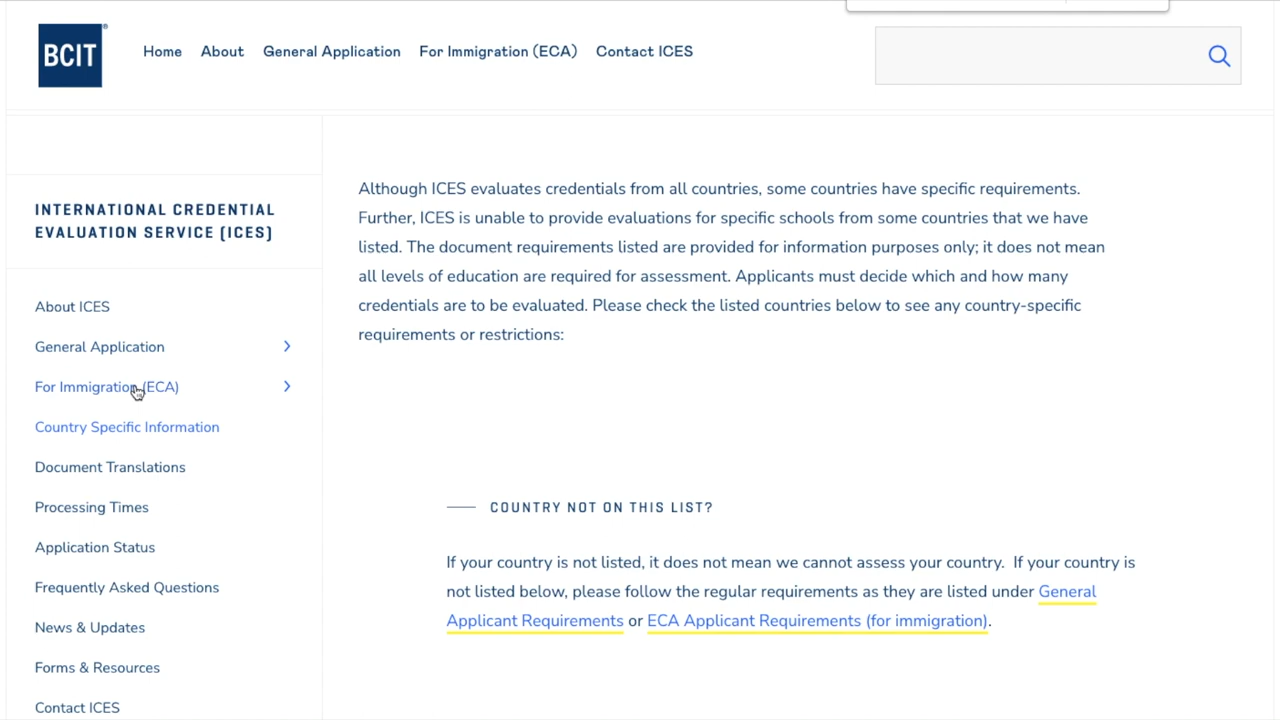 BCIT
Home About General Application For Immigration (ECA) Contact ICES
INTERNATIONAL CREDENTIAL
EVALUATION SERVICE (ICES)
About ICES
General Application
For Immigration (ECA)
Country Specific Information
Document Translations
Processing Times
Application Status
Frequently Asked Questions
News & Updates
Forms & Resources
Contact ICES
Although ICES evaluates credentials from all countries, some countries have specific requirements.
Further, ICES is unable to provide evaluations for specific schools from some countries that we have
listed. The document requirements listed are provided for information purposes only; it does not mean
all levels of education are required for assessment. Applicants must decide which and how many
credentials are to be evaluated. Please check the listed countries below to see any country-specific
requirements or restrictions:
COUNTRY NOT ON THIS LIST?
If your country is not listed, it does not mean we cannot assess your country. If your country is
not listed below, please follow the regular requirements as they are listed under General
Applicant Requirements or ECA Applicant Requirements (for immigration).